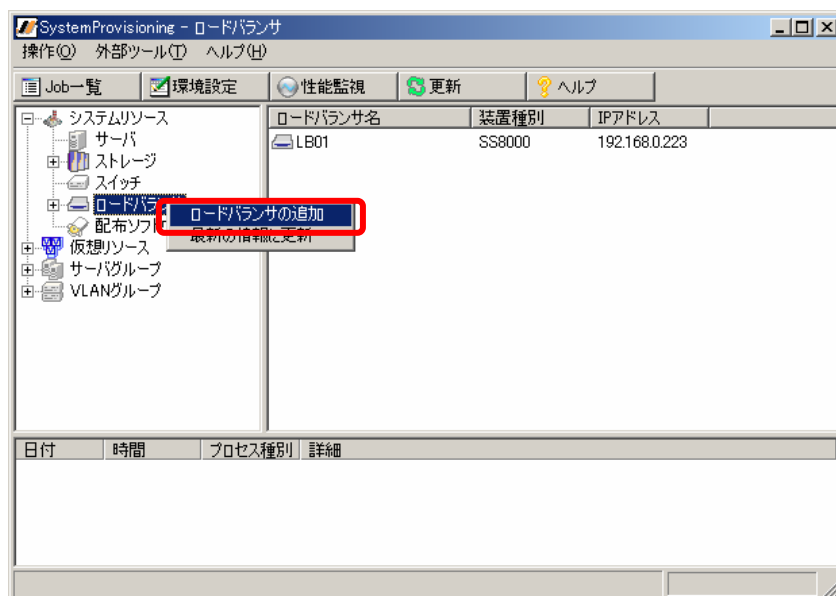 SystemProvisioning - ロードバランサ
操作(O) 外部ツール(T) ヘルプ(H)
Job一覧 環境設定 性能監視 更新 ヘルプ
システムリソース
サーバ
ストレージ
スイッチ
ロードバラン
配布ソフト
仮想リソース
サーバグループ
VLANグループ
ロードバランサの追加
最新の情報に更新
ロードバランサ名 装置種別 IPアドレス
LB01 SS8000 192.168.0.223
日付 時間 プロセス種別 詳細